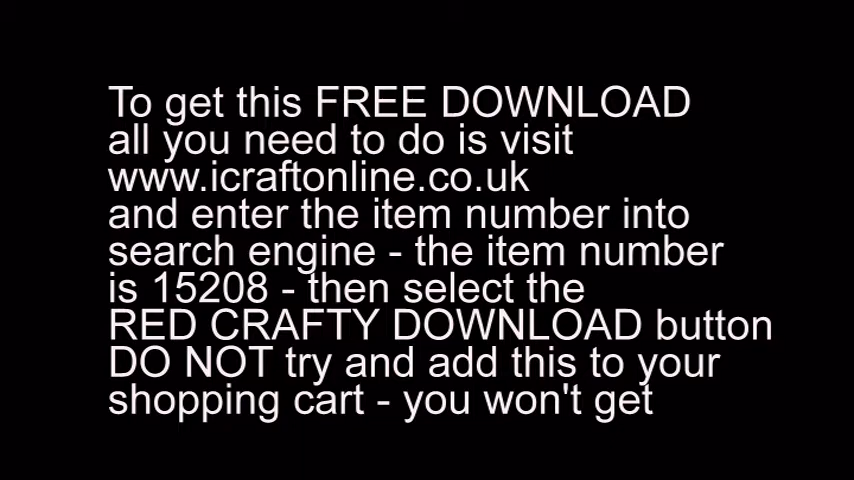 To get this FREE DOWNLOAD
all you need to do is visit
www.icraftonline.co.uk
and enter the item number into
search engine - the item number
is 15208 - then select the
RED CRAFTY DOWNLOAD button
DO NOT try and add this to your
shopping cart - you won't get